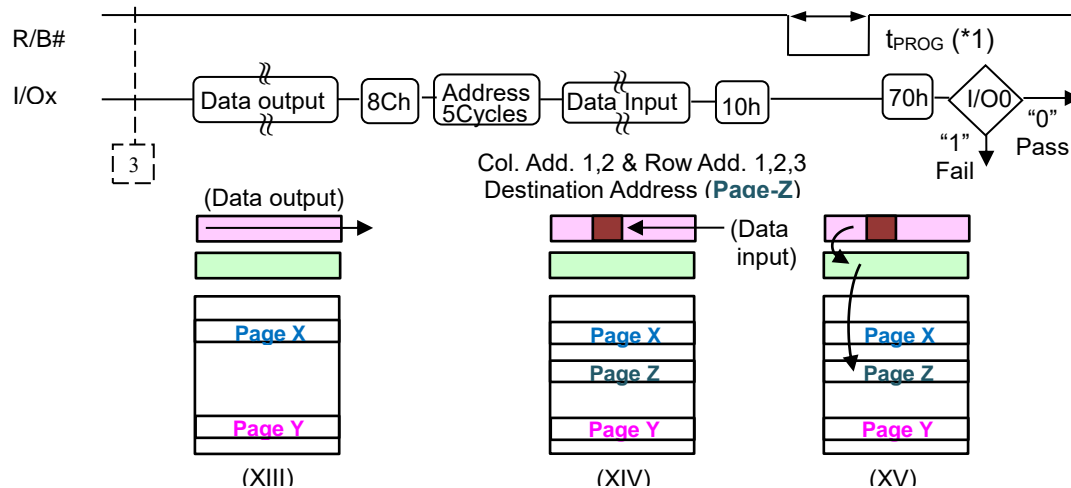 R/B#
tPROG (*1)
I/Ox
Data output
8Ch
Address
5Cycles
Data Input
10h
70h
I/O0
"0"
Pass
"1"
Fail
3
Col. Add. 1,2 & Row Add. 1,2,3
Destination Address (Page-Z)
(Data output)
(Data
input)
Page X
Page Y
(XIII)
Page X
Page Z
Page Y
(XIV)
Page X
Page Z
Page Y
(XV)